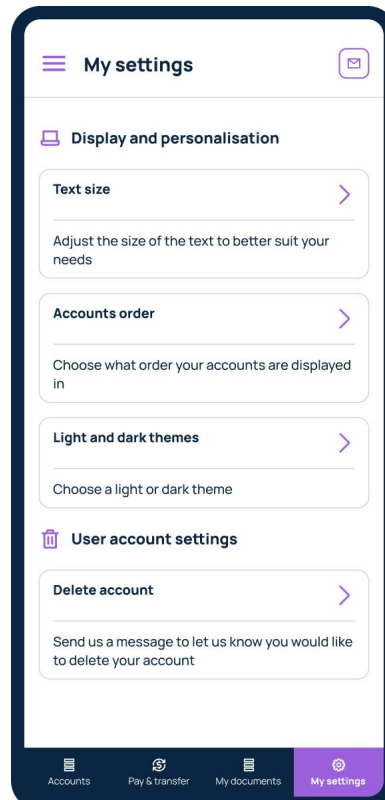 My settings
Display and personalisation
Text size
Adjust the size of the text to better suit your
needs
Accounts order
Choose what order your accounts are displayed
in
Light and dark themes
Choose a light or dark theme
User account settings
Delete account
Send us a message to let us know you would like
to delete your account
Accounts Pay & transfer My documents My settings